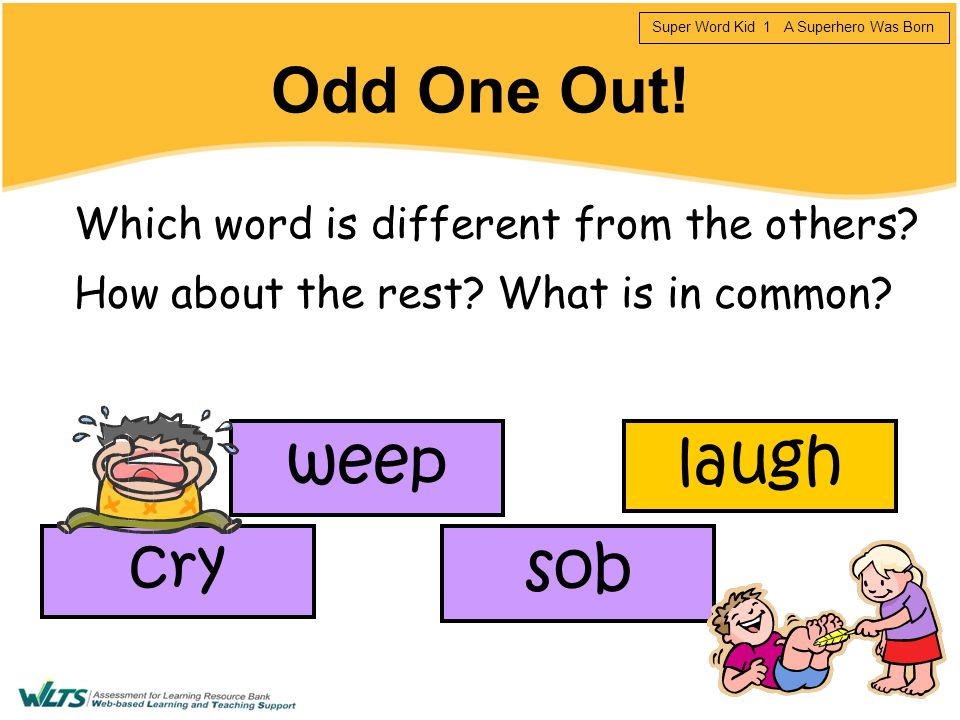 Super Word Kid 1 A Superhero Was Born
Odd One Out!
Which word is different from the others?
How about the rest? What is in common?
weep
laugh
cry
sob
WLTS
Assessment for Learning Resource Bank
Web-based Learning and Teaching Support